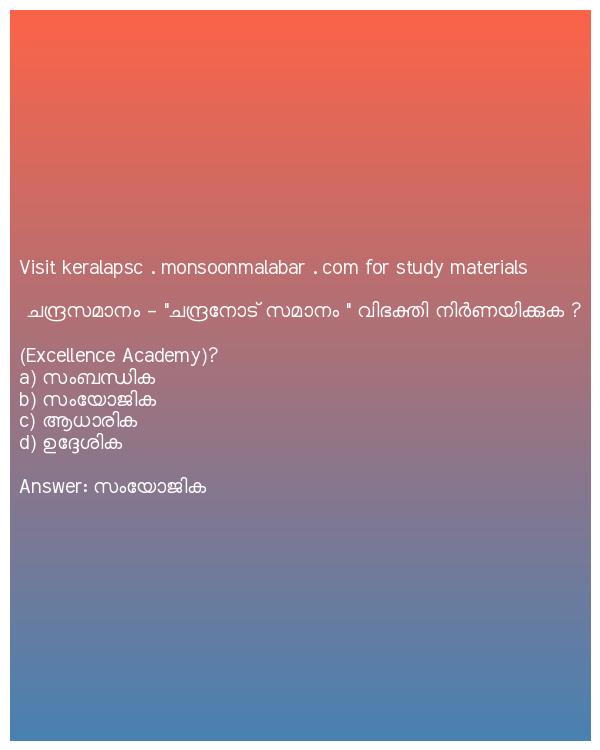 Visit keralapsc . monsoonmalabar . com for study materials
ചന്ദ്രസമാനം - "ചന്ദ്രനോട് സമാനം " വിഭക്തി നിർണയിക്കുക ?
(Excellence Academy)?
a) സംബന്ധിക
b) സംയോജിക
c) ആധാരിക
d) ഉദ്ദേശിക
Answer: സംയോജിക